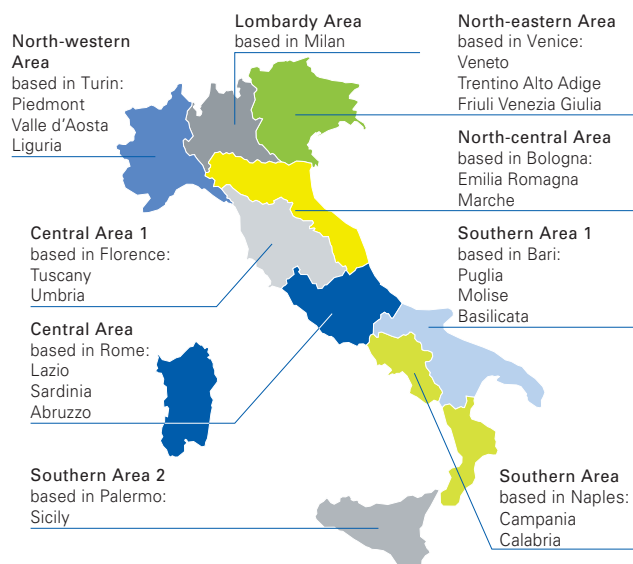 North-western
Area
based in Turin:
Piedmont
Valle d'Aosta
Liguria
Lombardy Area
based in Milan
North-eastern Area
based in Venice:
Veneto
Trentino Alto Adige
Friuli Venezia Giulia
North-central Area
based in Bologna:
Emilia Romagna
Marche
Central Area 1
based in Florence:
Tuscany
Umbria
Southern Area 1
based in Bari:
Puglia
Molise
Basilicata
Central Area
based in Rome:
Lazio
Sardinia
Abruzzo
Southern Area 2
based in Palermo:
Sicily
Southern Area
based in Naples:
Campania
Calabria